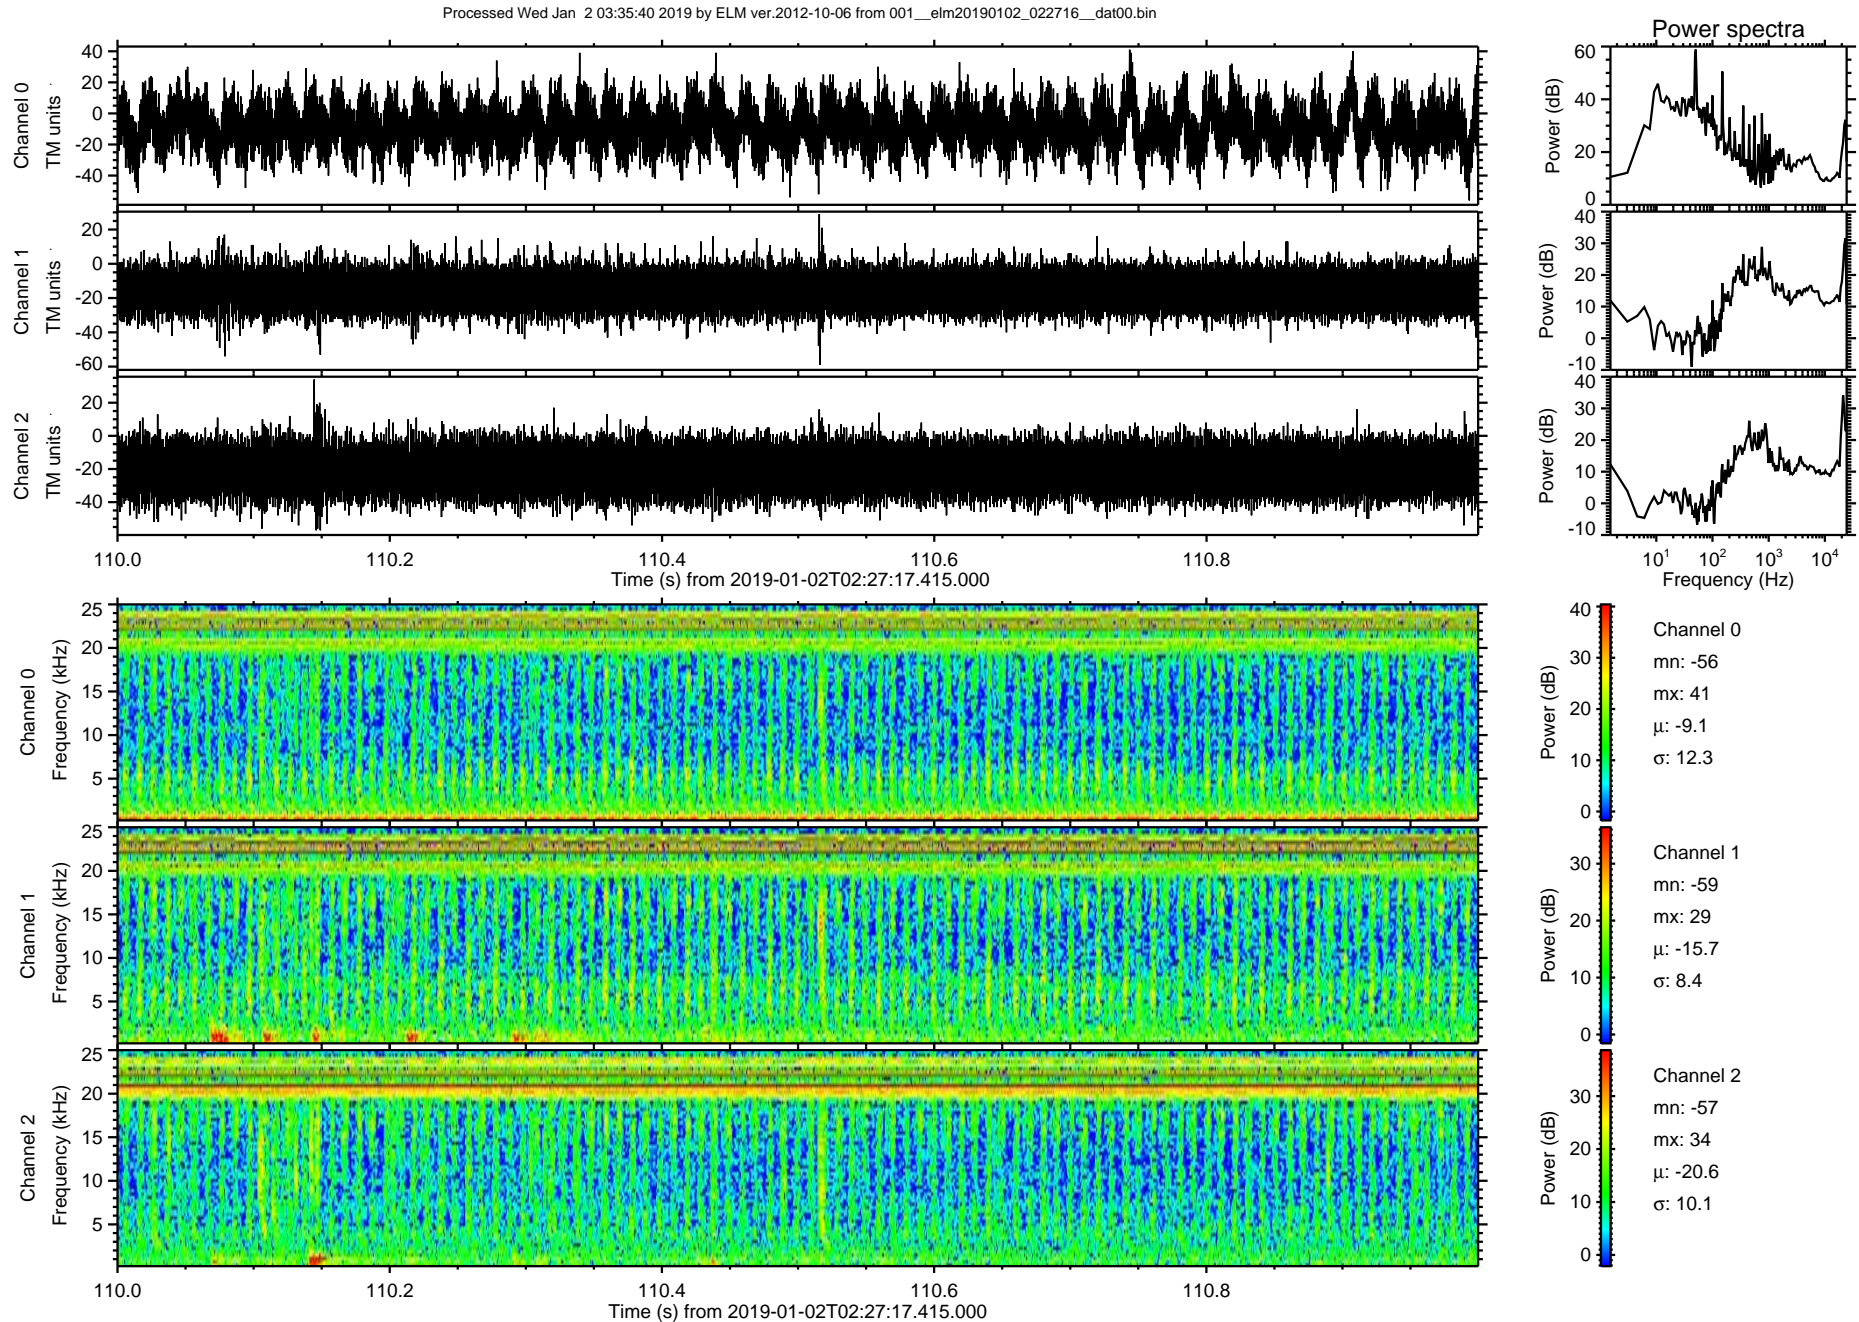 Processed Wed Jan  2 03:35:40 2019 by ELM ver.2012-10-06 from 001__elm20190102_022716__dat00.bin
Power spectra
Channel 0
TM units
40
20
0
-20
-40
Power (dB)
60
40
20
0
Channel 1
TM units
20
0
-20
-40
-60
Power (dB)
40
30
20
10
0
-10
Channel 2
TM units
20
0
-20
-40
Power (dB)
40
30
20
10
0
-10
110.0 110.2 110.4 110.6 110.8
Time (s) from 2019-01-02T02:27:17.415.000
10¹ 10² 10³ 10⁴
Frequency (Hz)
Channel 0
Frequency (kHz)
25
20
15
10
5
Power (dB)
40
30
20
10
0
Channel 0
mn: -56
mx: 41
μ: -9.1
σ: 12.3
Channel 1
Frequency (kHz)
25
20
15
10
5
Power (dB)
30
20
10
0
Channel 1
mn: -59
mx: 29
μ: -15.7
σ: 8.4
Channel 2
Frequency (kHz)
25
20
15
10
5
Power (dB)
30
20
10
0
Channel 2
mn: -57
mx: 34
μ: -20.6
σ: 10.1
110.0 110.2 110.4 110.6 110.8
Time (s) from 2019-01-02T02:27:17.415.000